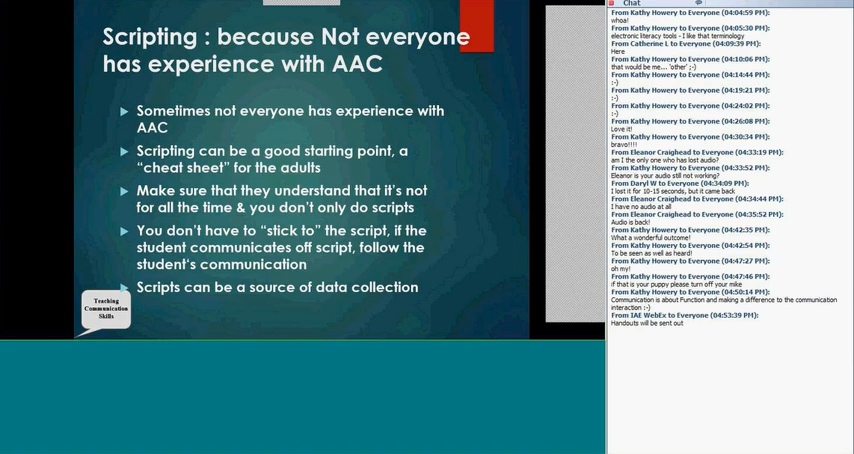 Scripting : because Not everyone
has experience with AAC
Sometimes not everyone has experience with
AAC
Scripting can be a good starting point, a
“cheat sheet” for the adults
Make sure that they understand that it’s not
for all the time & you don’t only do scripts
You don’t have to “stick to” the script, if the
student communicates off script, follow the
student‘s communication
Scripts can be a source of data collection
Teaching
Communication
Skills
Chat
From Kathy Howery to Everyone (04:04:59 PM):
whoa!
From Kathy Howery to Everyone (04:05:30 PM):
electronic literacy tools - I like that terminology
From Catherine L to Everyone (04:09:39 PM):
Here
From Kathy Howery to Everyone (04:10:06 PM):
that would be me... 'other' ;-)
From Kathy Howery to Everyone (04:14:44 PM):
:-)
From Kathy Howery to Everyone (04:19:21 PM):
:-)
From Kathy Howery to Everyone (04:24:02 PM):
:-)
From Kathy Howery to Everyone (04:26:08 PM):
Love it!
From Kathy Howery to Everyone (04:30:34 PM):
bravo!!!!
From Eleanor Craighead to Everyone (04:33:19 PM):
am I the only one who has lost audio?
From Kathy Howery to Everyone (04:33:52 PM):
Eleanor is your audio still not working?
From Daryl W to Everyone (04:34:09 PM):
I lost it for 10-15 seconds, but it came back
From Eleanor Craighead to Everyone (04:34:44 PM):
I have no audio at all
From Eleanor Craighead to Everyone (04:35:52 PM):
Audio is back!
From Kathy Howery to Everyone (04:42:35 PM):
What a wonderful outcome!
From Kathy Howery to Everyone (04:42:54 PM):
To be seen as well as heard!
From Kathy Howery to Everyone (04:47:27 PM):
oh my!
From Kathy Howery to Everyone (04:47:46 PM):
if that is your puppy please turn off your mike
From Kathy Howery to Everyone (04:50:14 PM):
Communication is about Function and making a difference to the communication
interaction :-)
From IAE WebEx to Everyone (04:53:39 PM):
Handouts will be sent out